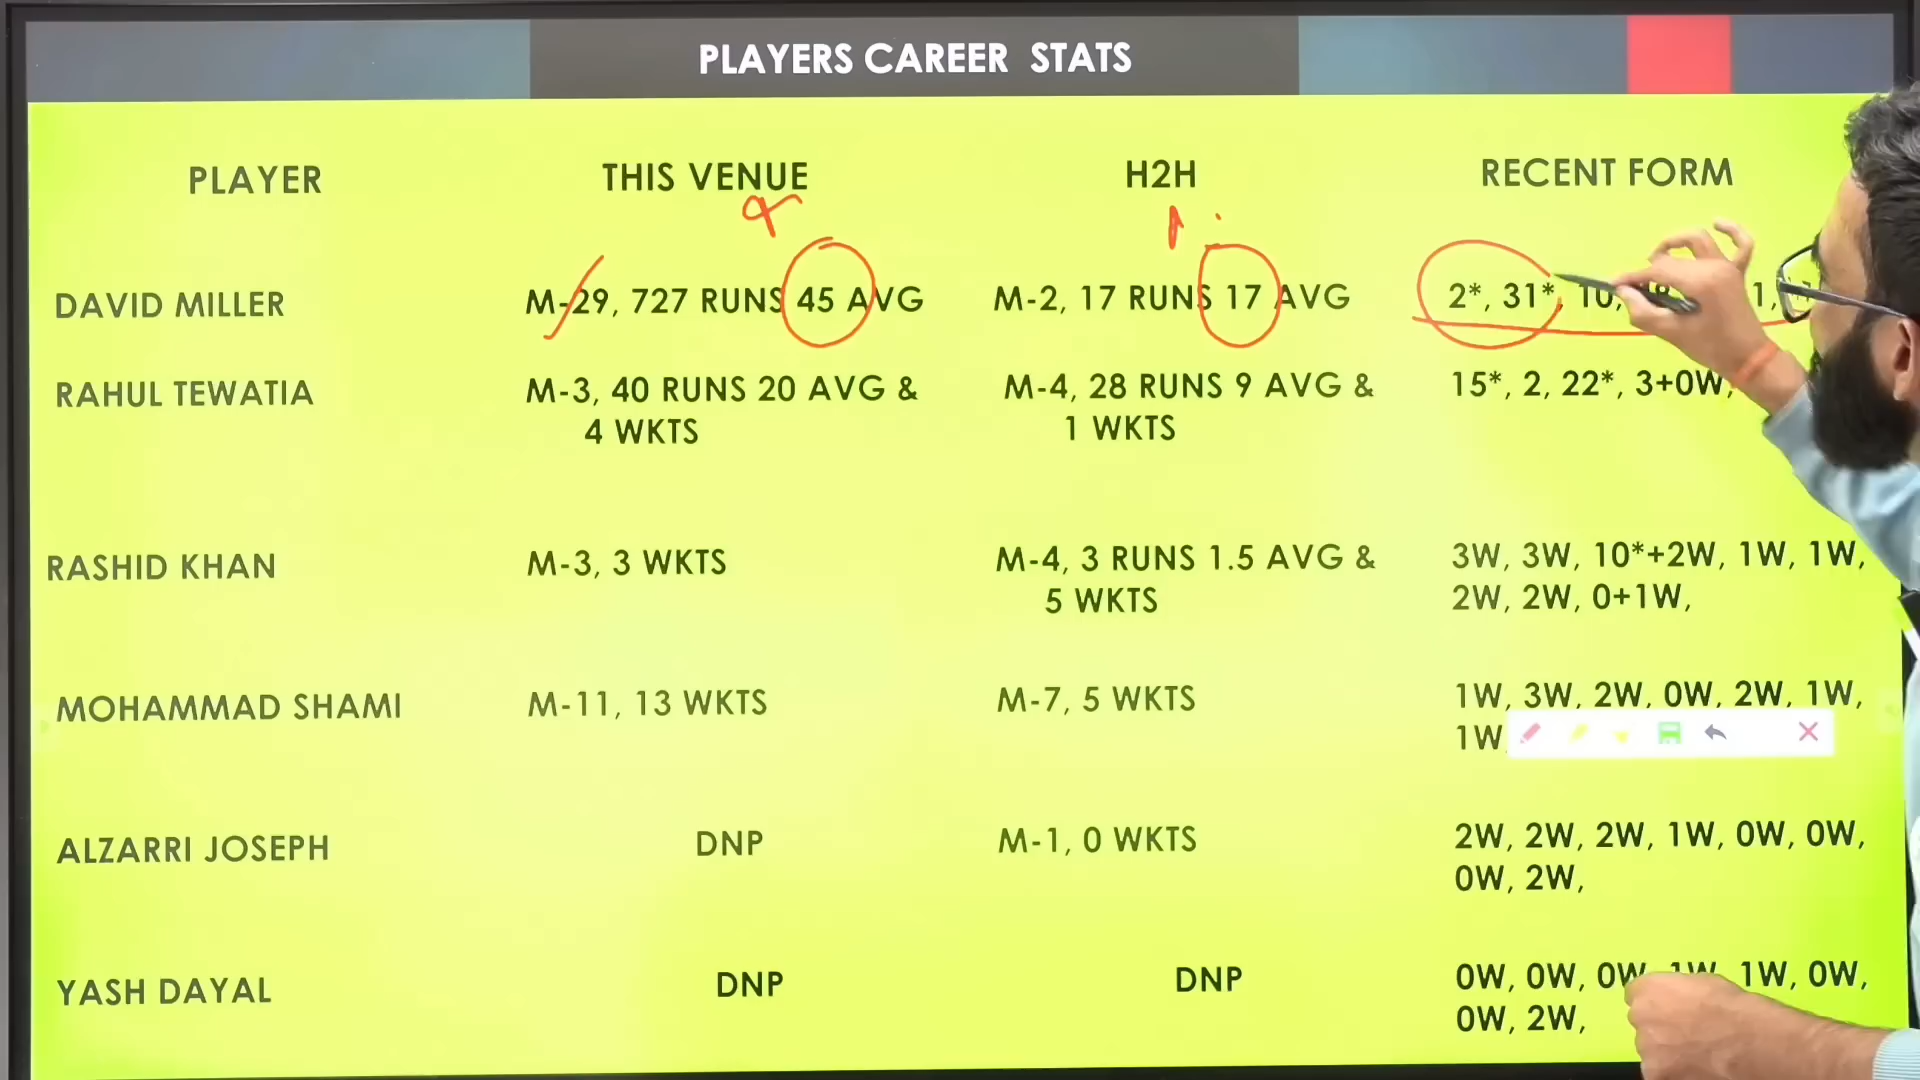 PLAYERS CAREER STATS
PLAYER THIS VENUE H2H RECENT FORM
DAVID MILLER M-29, 727 RUNS 45 AVG M-2, 17 RUNS 17 AVG 2*, 31*, 10, 1,
RAHUL TEWATIA M-3, 40 RUNS 20 AVG & M-4, 28 RUNS 9 AVG & 15*, 2, 22*, 3+0W,
4 WKTS 1 WKTS
RASHID KHAN M-3, 3 WKTS M-4, 3 RUNS 1.5 AVG & 3W, 3W, 10*+2W, 1W, 1W,
5 WKTS 2W, 2W, 0+1W,
MOHAMMAD SHAMI M-11, 13 WKTS M-7, 5 WKTS 1W, 3W, 2W, 0W, 2W, 1W,
1W
ALZARRI JOSEPH DNP M-1, 0 WKTS 2W, 2W, 2W, 1W, 0W, 0W,
0W, 2W,
YASH DAYAL DNP DNP 0W, 0W, 0W, 1W, 1W, 0W,
0W, 2W,